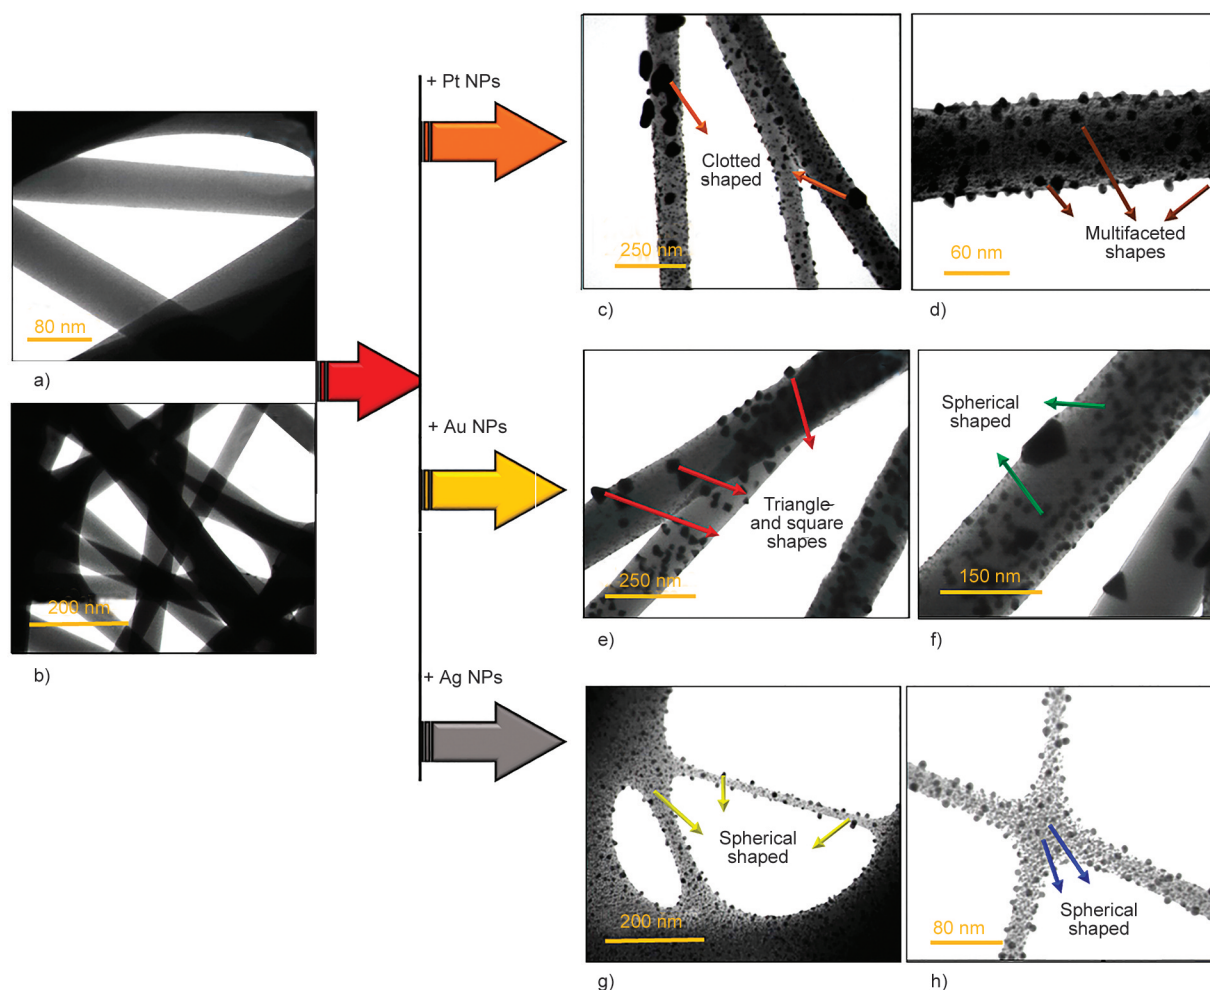 80 nm
a)
200 nm
b)
+ Pt NPs
+ Au NPs
+ Ag NPs
Clotted
shaped
250 nm
c)
Multifaceted
shapes
60 nm
d)
Triangle-
and square
shapes
250 nm
e)
Spherical
shaped
150 nm
f)
Spherical
shaped
200 nm
g)
Spherical
shaped
80 nm
h)